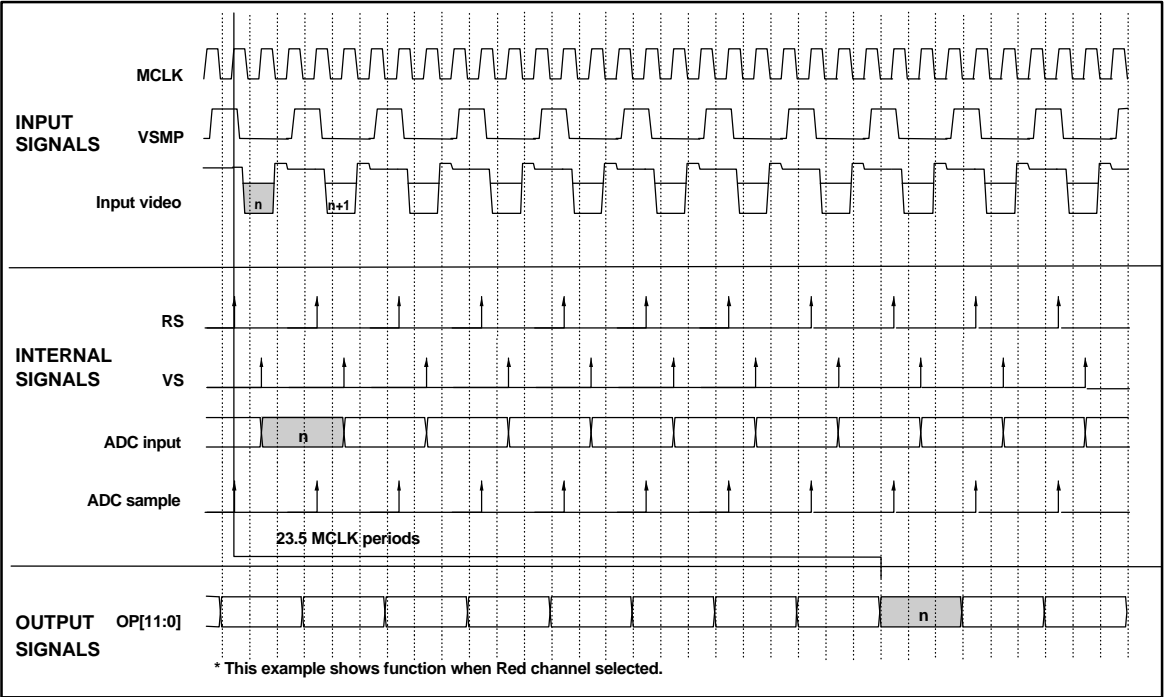 MCLK
INPUT
SIGNALS
VSMP
Input video
n
n+1
RS
INTERNAL
SIGNALS
VS
ADC input
n
ADC sample
23.5 MCLK periods
OUTPUT
SIGNALS
OP[11:0]
n
* This example shows function when Red channel selected.